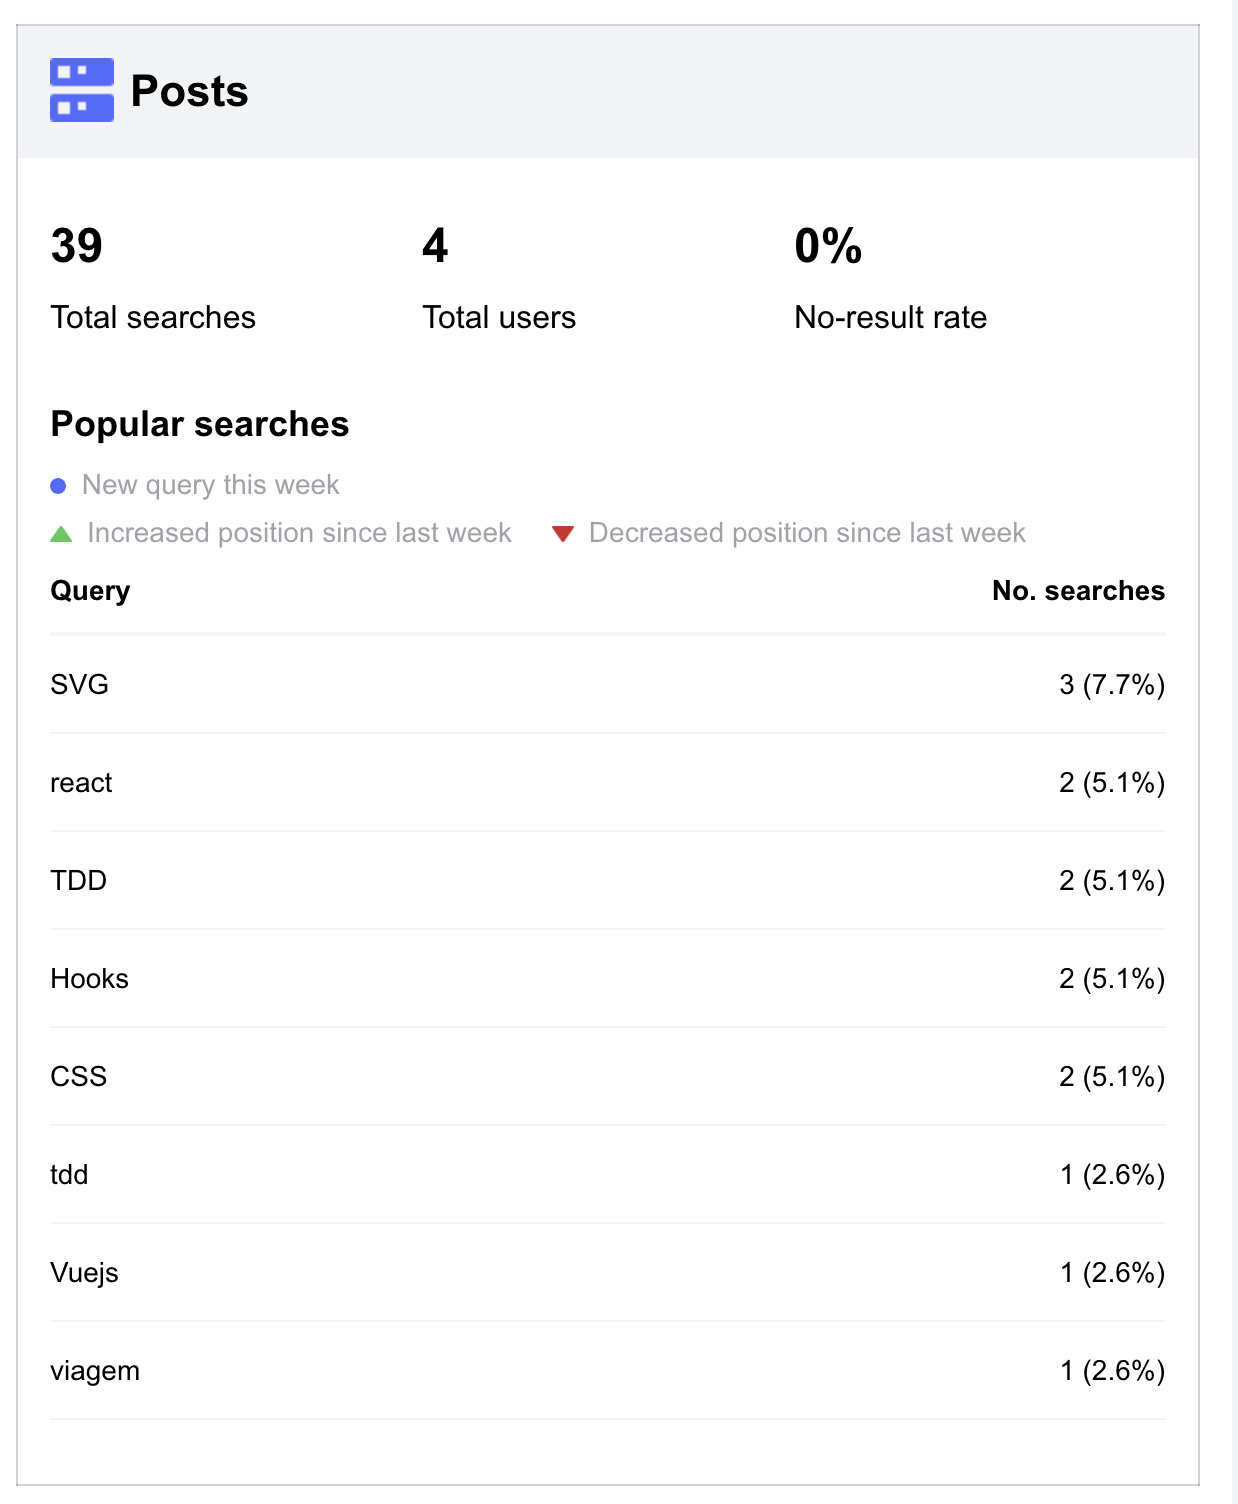 Posts
39 4 0%
Total searches Total users No-result rate
Popular searches
New query this week
Increased position since last week Decreased position since last week
Query No. searches
SVG 3 (7.7%)
react 2 (5.1%)
TDD 2 (5.1%)
Hooks 2 (5.1%)
CSS 2 (5.1%)
tdd 1 (2.6%)
Vuejs 1 (2.6%)
viagem 1 (2.6%)